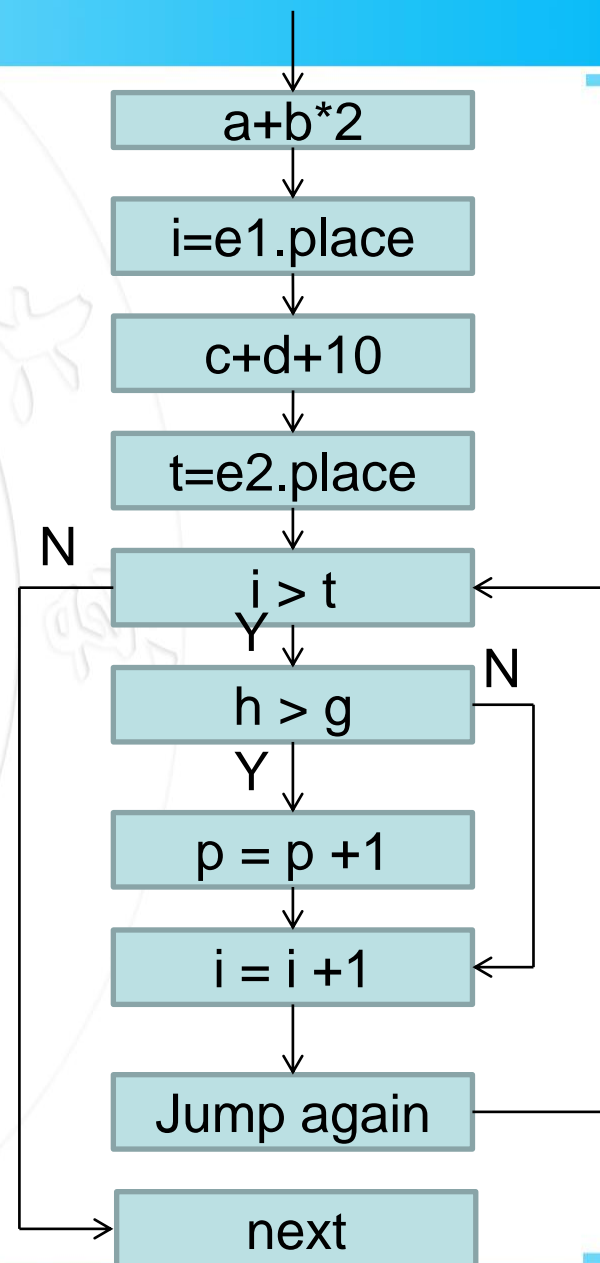 a+b*2
i=e1.place
c+d+10
t=e2.place
N
i > t
Y
N
h > g
Y
p = p +1
i = i +1
Jump again
next